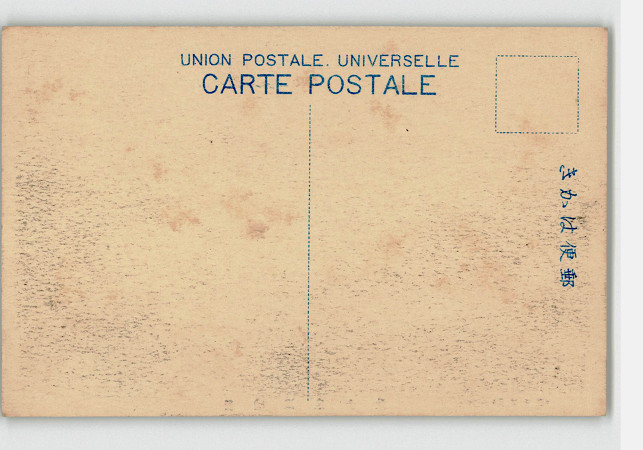 UNION POSTALE. UNIVERSELLE
CARTE POSTALE
郵便はかき